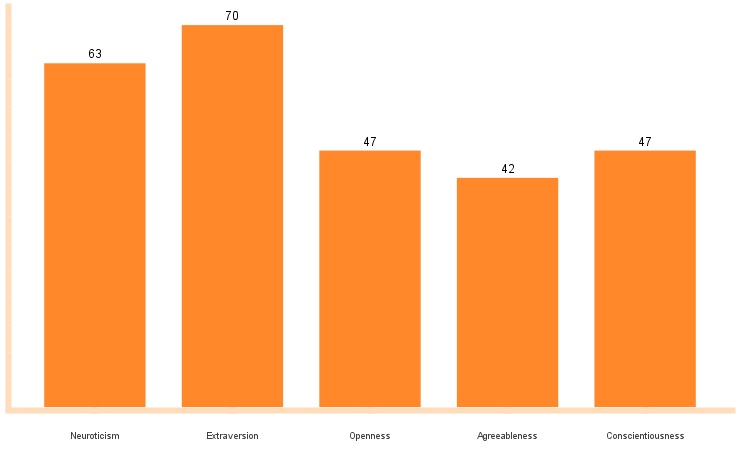 63
70
47
42
47
Neuroticism
Extraversion
Openness
Agreeableness
Conscientiousness